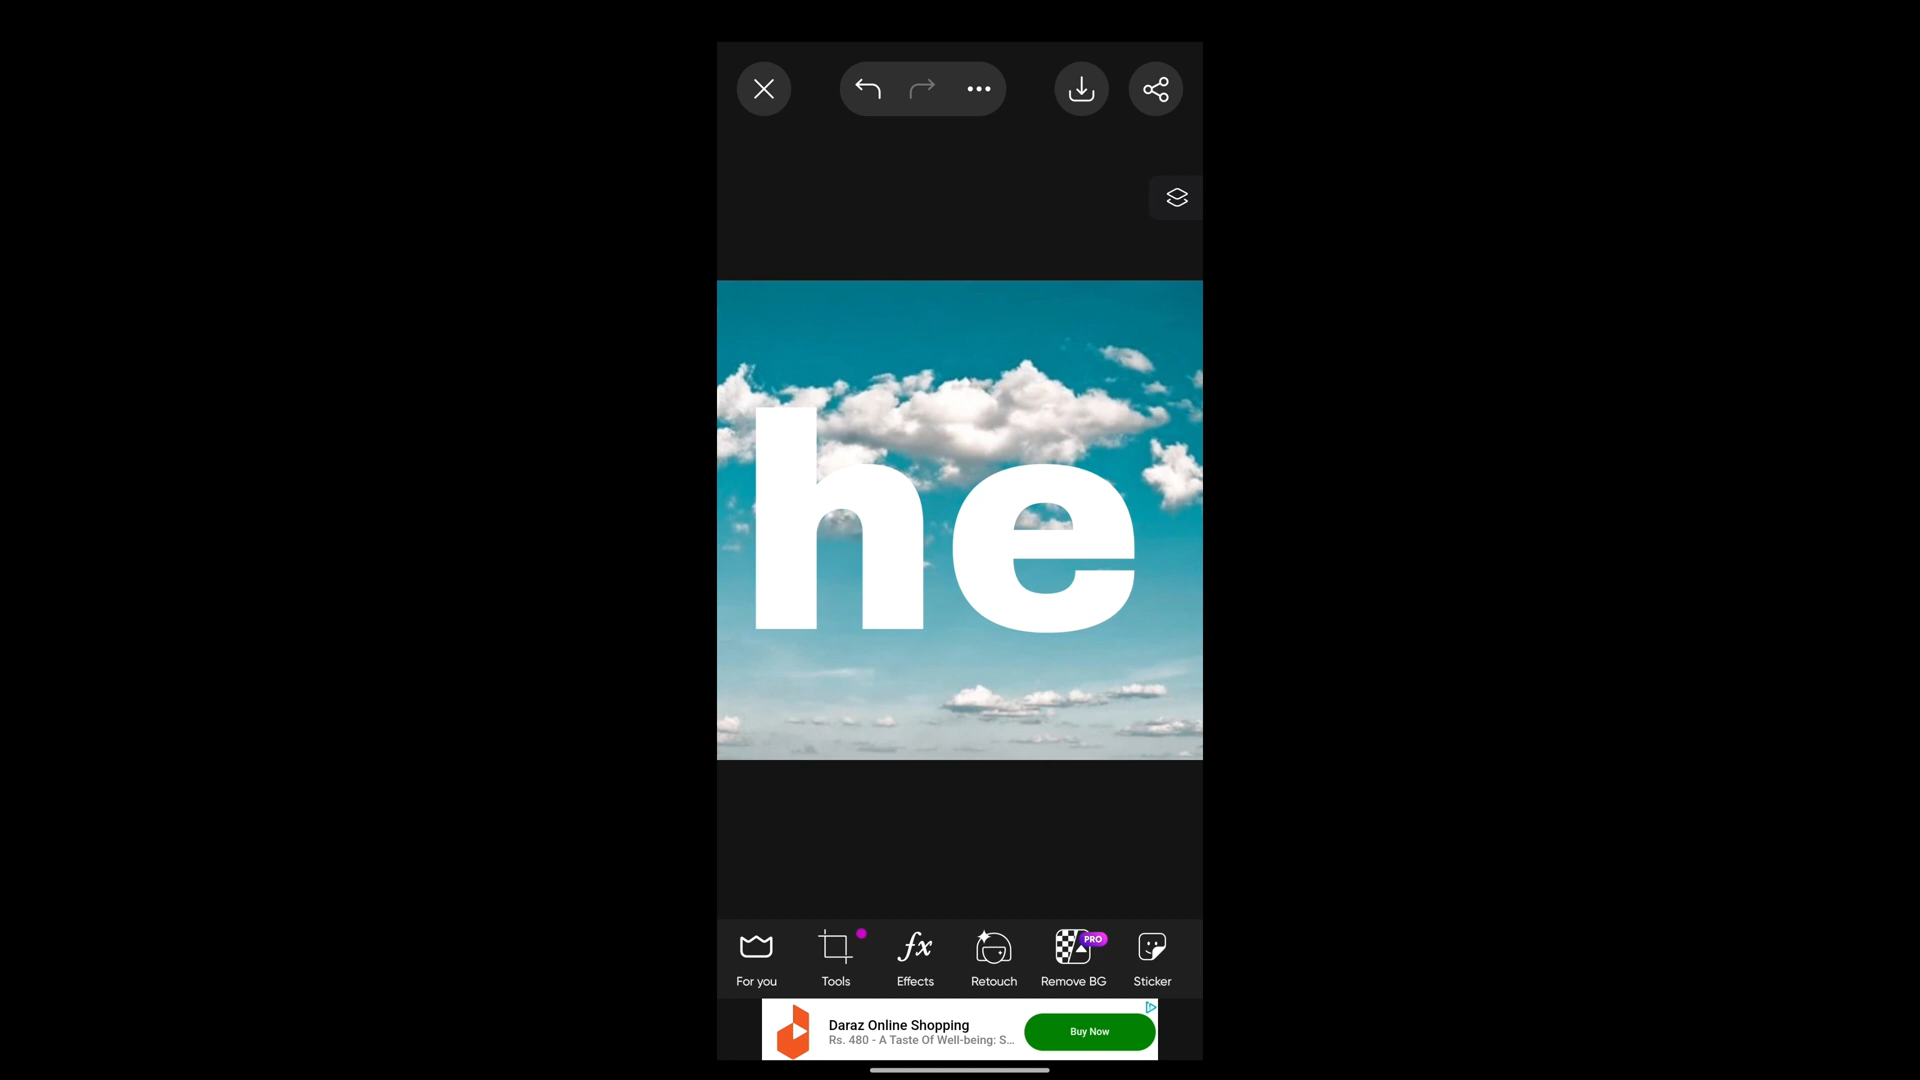 he
For you
Tools
fx
Effects
Retouch
PRO
Remove BG
Sticker
Daraz Online Shopping
Rs. 480 - A Taste Of Well-being: S...
Buy Now